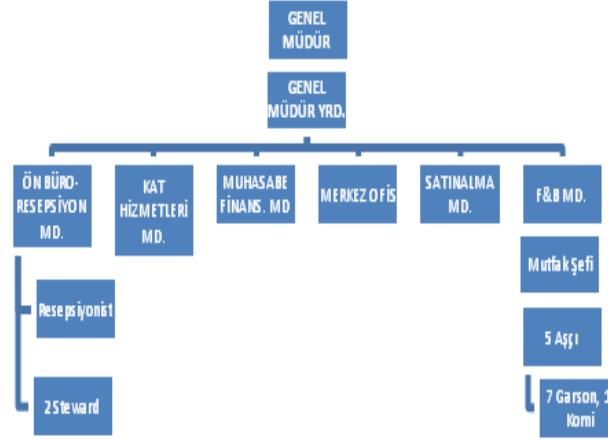 GENEL
MÜDÜR
GENEL
MÜDÜR YRD.
ÖN BÜRO-
RESEPSİYON
MD.
KAT
HİZMETLERİ
MD.
MUHASABE
FİNANS. MD
MERKEZ OFİS
SATINALMA
MD.
F&B MD.
Mutfak Şefi
Resepsiyonist
5 Aşçı
2 Steward
7 Garson, 1
Komi